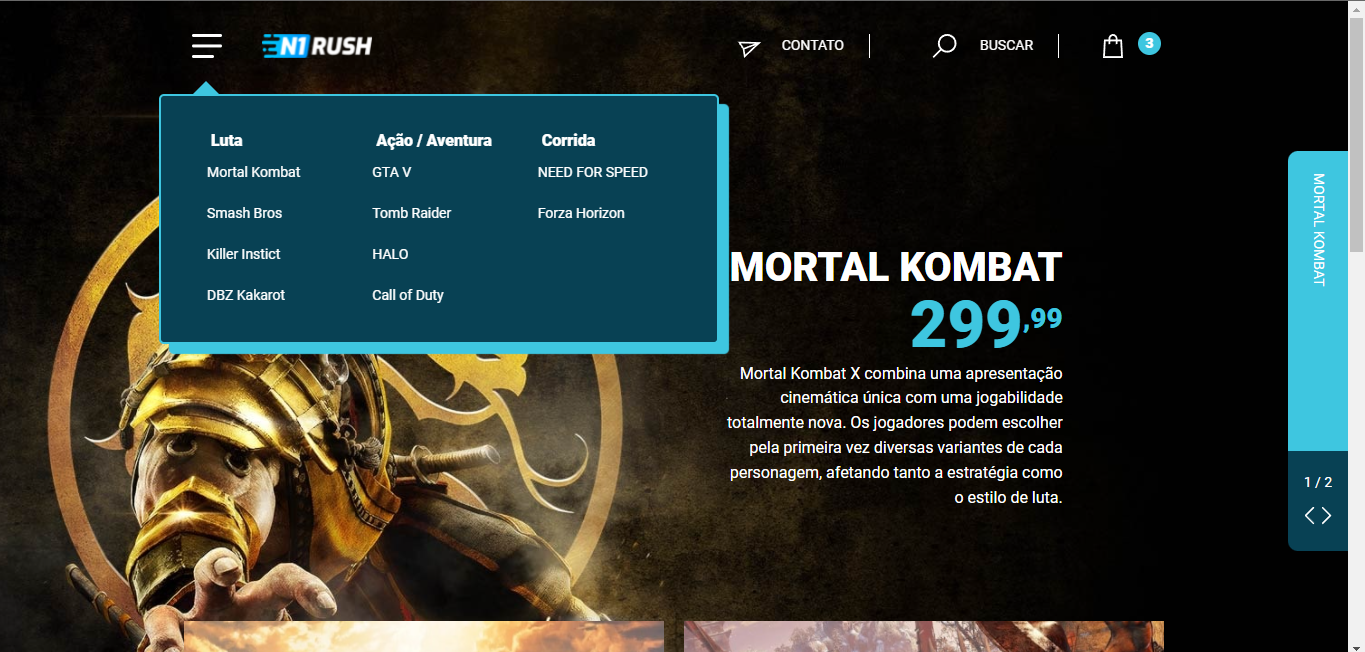 N1 RUSH
CONTATO
BUSCAR
3
Luta
Mortal Kombat
Smash Bros
Killer Instict
DBZ Kakarot
Ação / Aventura
GTA V
Tomb Raider
HALO
Call of Duty
Corrida
NEED FOR SPEED
Forza Horizon
MORTAL KOMBAT
299,99
Mortal Kombat X combina uma apresentação
cinemática única com uma jogabilidade
totalmente nova. Os jogadores podem escolher
pela primeira vez diversas variantes de cada
personagem, afetando tanto a estratégia como
o estilo de luta.
MORTAL KOMBAT
1 / 2